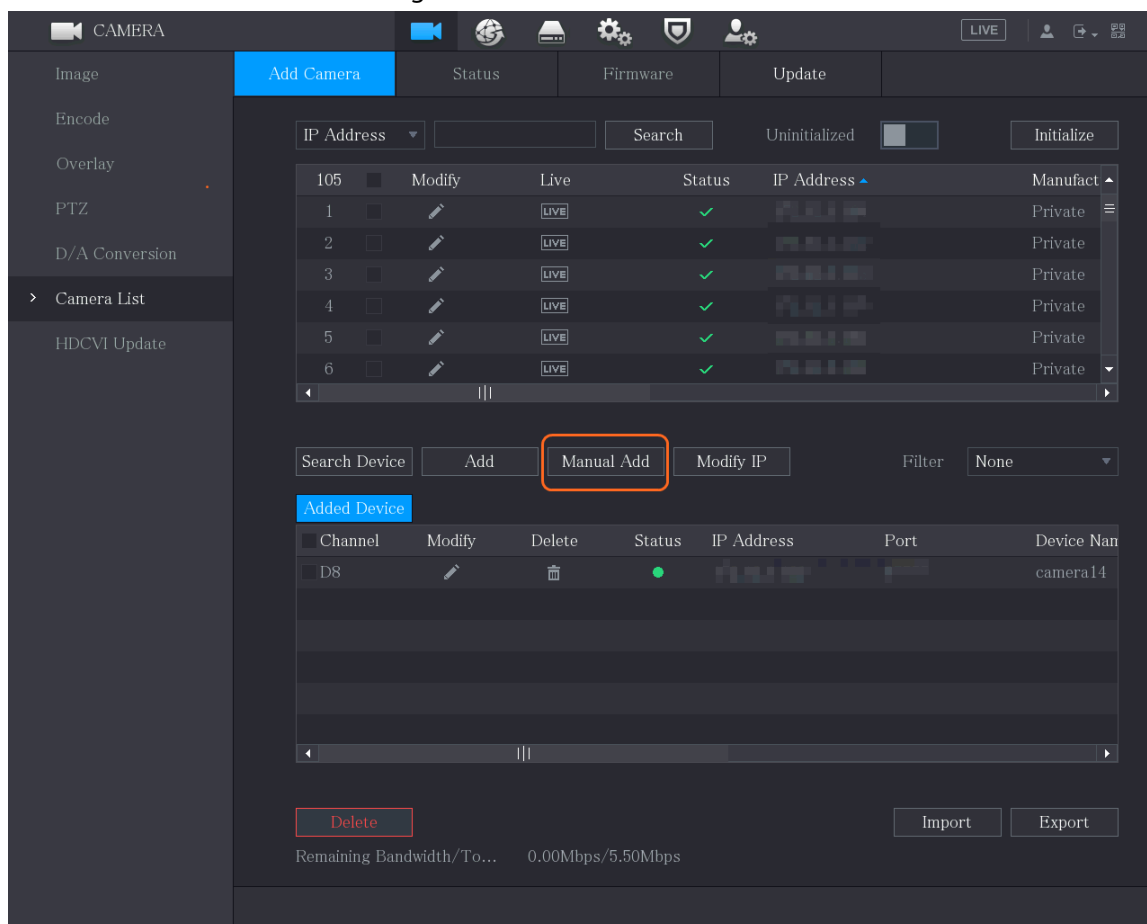 CAMERA LIVE
Image Add Camera Status Firmware Update
Encode
IP Address Search Uninitialized Initialize
Overlay
105 Modify Live Status IP Address Manufact
PTZ
1 LIVE Private
2 LIVE Private
D/A Conversion
3 LIVE Private
Camera List
4 LIVE Private
5 LIVE Private
HDCVI Update
6 LIVE Private
Search Device Add Manual Add Modify IP Filter None
Added Device
Channel Modify Delete Status IP Address Port Device Nam
D8 camera14
Delete Import Export
Remaining Bandwidth/To... 0.00Mbps/5.50Mbps